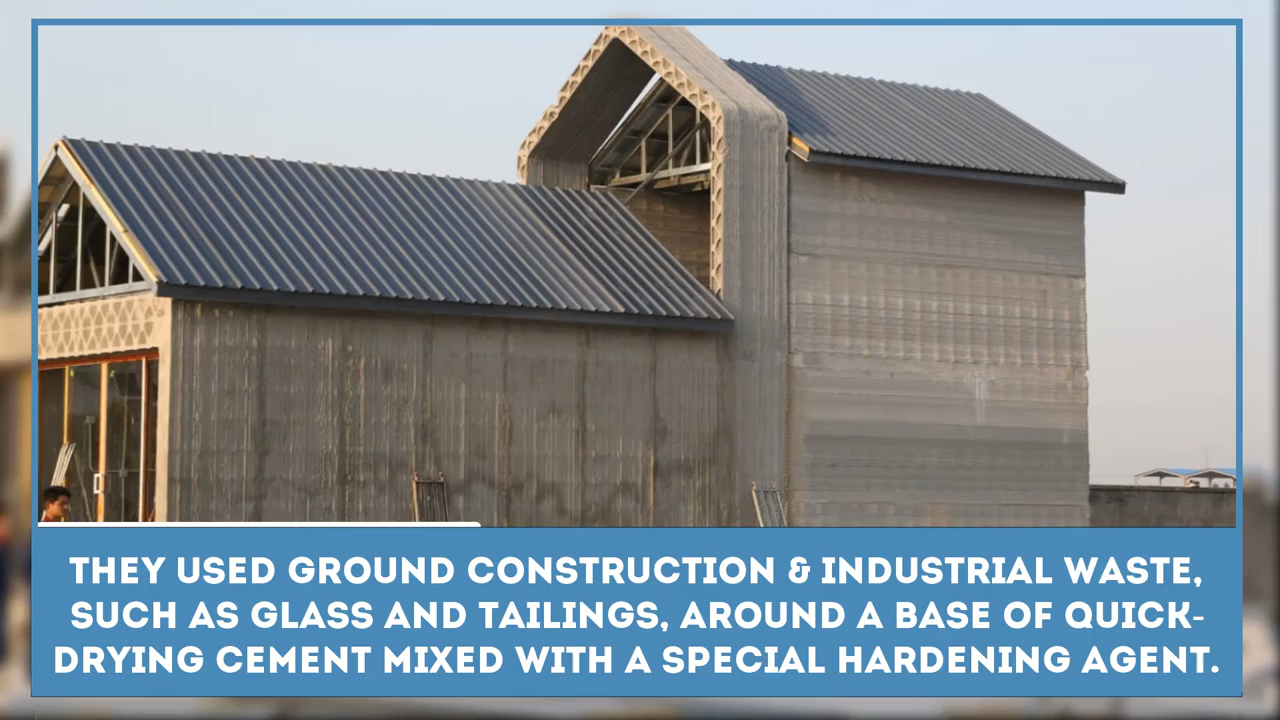 THEY USED GROUND CONSTRUCTION & INDUSTRIAL WASTE,
SUCH AS GLASS AND TAILINGS, AROUND A BASE OF QUICK-
DRYING CEMENT MIXED WITH A SPECIAL HARDENING AGENT.